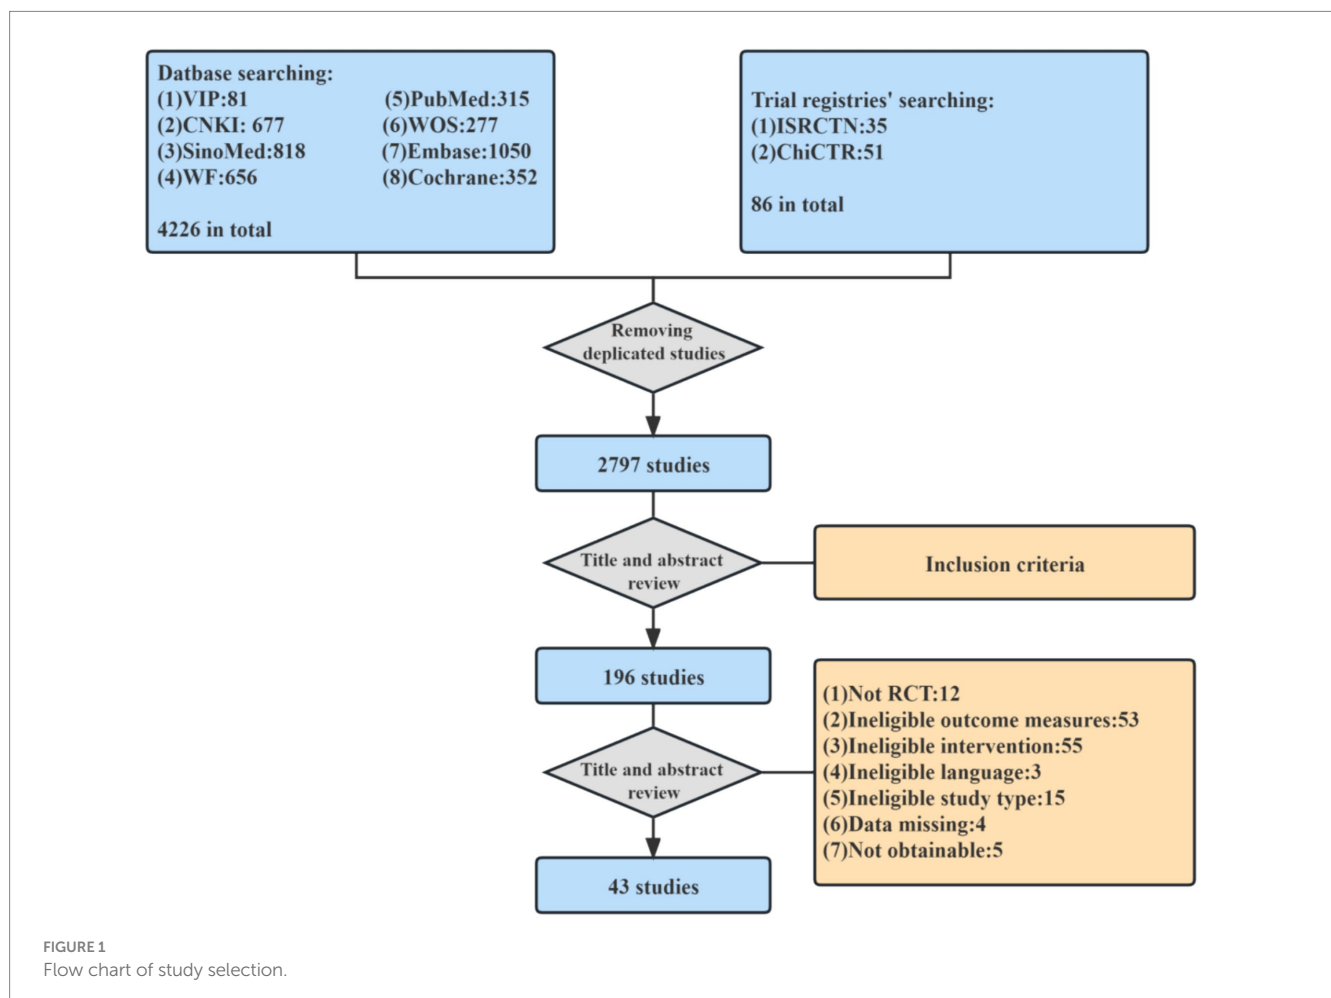 Datbase searching:
(1)VIP:81
(2)CNKI: 677
(3)SinoMed:818
(4)WF:656
(5)PubMed:315
(6)WOS:277
(7)Embase:1050
(8)Cochrane:352
4226 in total
Trial registries' searching:
(1)ISRCTN:35
(2)ChiCTR:51
86 in total
Removing
deplicated studies
2797 studies
Title and abstract
review
Inclusion criteria
196 studies
Title and abstract
review
(1)Not RCT:12
(2)Ineligible outcome measures:53
(3)Ineligible intervention:55
(4)Ineligible language:3
(5)Ineligible study type:15
(6)Data missing:4
(7)Not obtainable:5
43 studies
FIGURE 1
Flow chart of study selection.